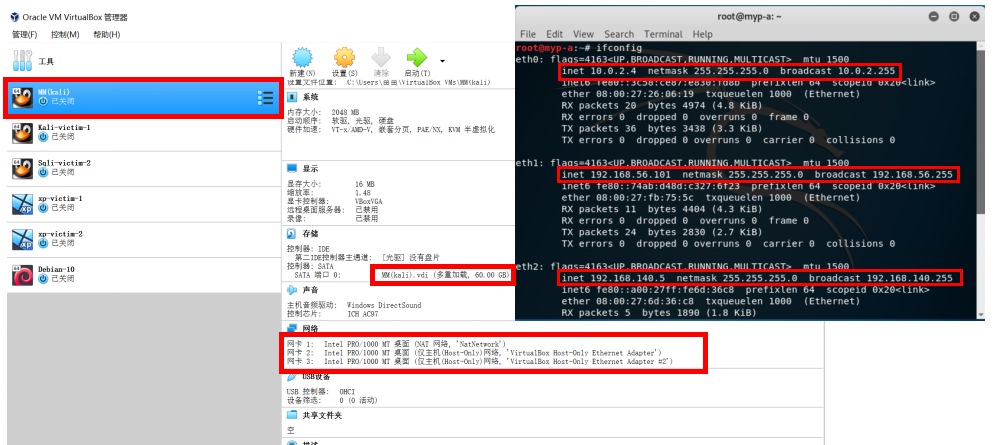 Oracle VM VirtualBox 管理器
管理(F) 控制(M) 帮助(H)
工具
MM(kali)
已关闭
Kali-victim-1
已关闭
Sqli-victim-2
已关闭
xp-victim-1
已关闭
xp-victim-2
已关闭
Debian-10
已关闭
新建(N) 设置(S) 清除 启动(T)
设置文件位置: C:\Users\苗苗\VirtualBox VMs\MM(kali)
系统
内存大小: 2048 MB
启动顺序: 软驱, 光驱, 硬盘
硬件加速: VT-x/AMD-V, 嵌套分页, PAE/NX, KVM 半虚拟化
显示
显存大小: 16 MB
缩放率: 1.48
显卡控制器: VBoxVGA
远程桌面服务器: 已禁用
录像: 已禁用
存储
控制器: IDE
第二IDE控制器主通道: [光驱] 没有盘片
控制器: SATA
SATA 端口 0: MM(kali).vdi (多重加载, 60.00 GB)
声音
主机音频驱动: Windows DirectSound
控制芯片: ICH AC97
网络
网卡 1: Intel PRO/1000 MT 桌面 (NAT 网络, 'NatNetwork')
网卡 2: Intel PRO/1000 MT 桌面 (仅主机(Host-Only)网络, 'VirtualBox Host-Only Ethernet Adapter')
网卡 3: Intel PRO/1000 MT 桌面 (仅主机(Host-Only)网络, 'VirtualBox Host-Only Ethernet Adapter #2')
USB设备
USB 控制器: OHCI
设备筛选: 0 (0 活动)
共享文件夹
空
root@myp-a: ~
File Edit View Search Terminal Help
root@myp-a:~# ifconfig
eth0: flags=4163<UP,BROADCAST,RUNNING,MULTICAST> mtu 1500
inet 10.0.2.4 netmask 255.255.255.0 broadcast 10.0.2.255
prefixlen 64 scopeid 0x20<link>
ether 08:00:27:26:06:19 txqueuelen 1000 (Ethernet)
RX packets 20 bytes 4974 (4.8 KiB)
RX errors 0 dropped 0 overruns 0 frame 0
TX packets 36 bytes 3438 (3.3 KiB)
TX errors 0 dropped 0 overruns 0 carrier 0 collisions 0
eth1: flags=4163<UP,BROADCAST,RUNNING,MULTICAST> mtu 1500
inet 192.168.56.101 netmask 255.255.255.0 broadcast 192.168.56.255
inet6 fe80::74ab:d48d:c327:6f23 prefixlen 64 scopeid 0x20<link>
ether 08:00:27:fb:75:5c txqueuelen 1000 (Ethernet)
RX packets 11 bytes 4404 (4.3 KiB)
RX errors 0 dropped 0 overruns 0 frame 0
TX packets 24 bytes 2830 (2.7 KiB)
TX errors 0 dropped 0 overruns 0 carrier 0 collisions 0
eth2: flags=4163<UP,BROADCAST,RUNNING,MULTICAST> mtu 1500
inet 192.168.140.5 netmask 255.255.255.0 broadcast 192.168.140.255
inet6 fe80::a00:27ff:fe6d:36c8 prefixlen 64 scopeid 0x20<link>
ether 08:00:27:6d:36:c8 txqueuelen 1000 (Ethernet)
RX packets 5 bytes 1890 (1.8 KiB)